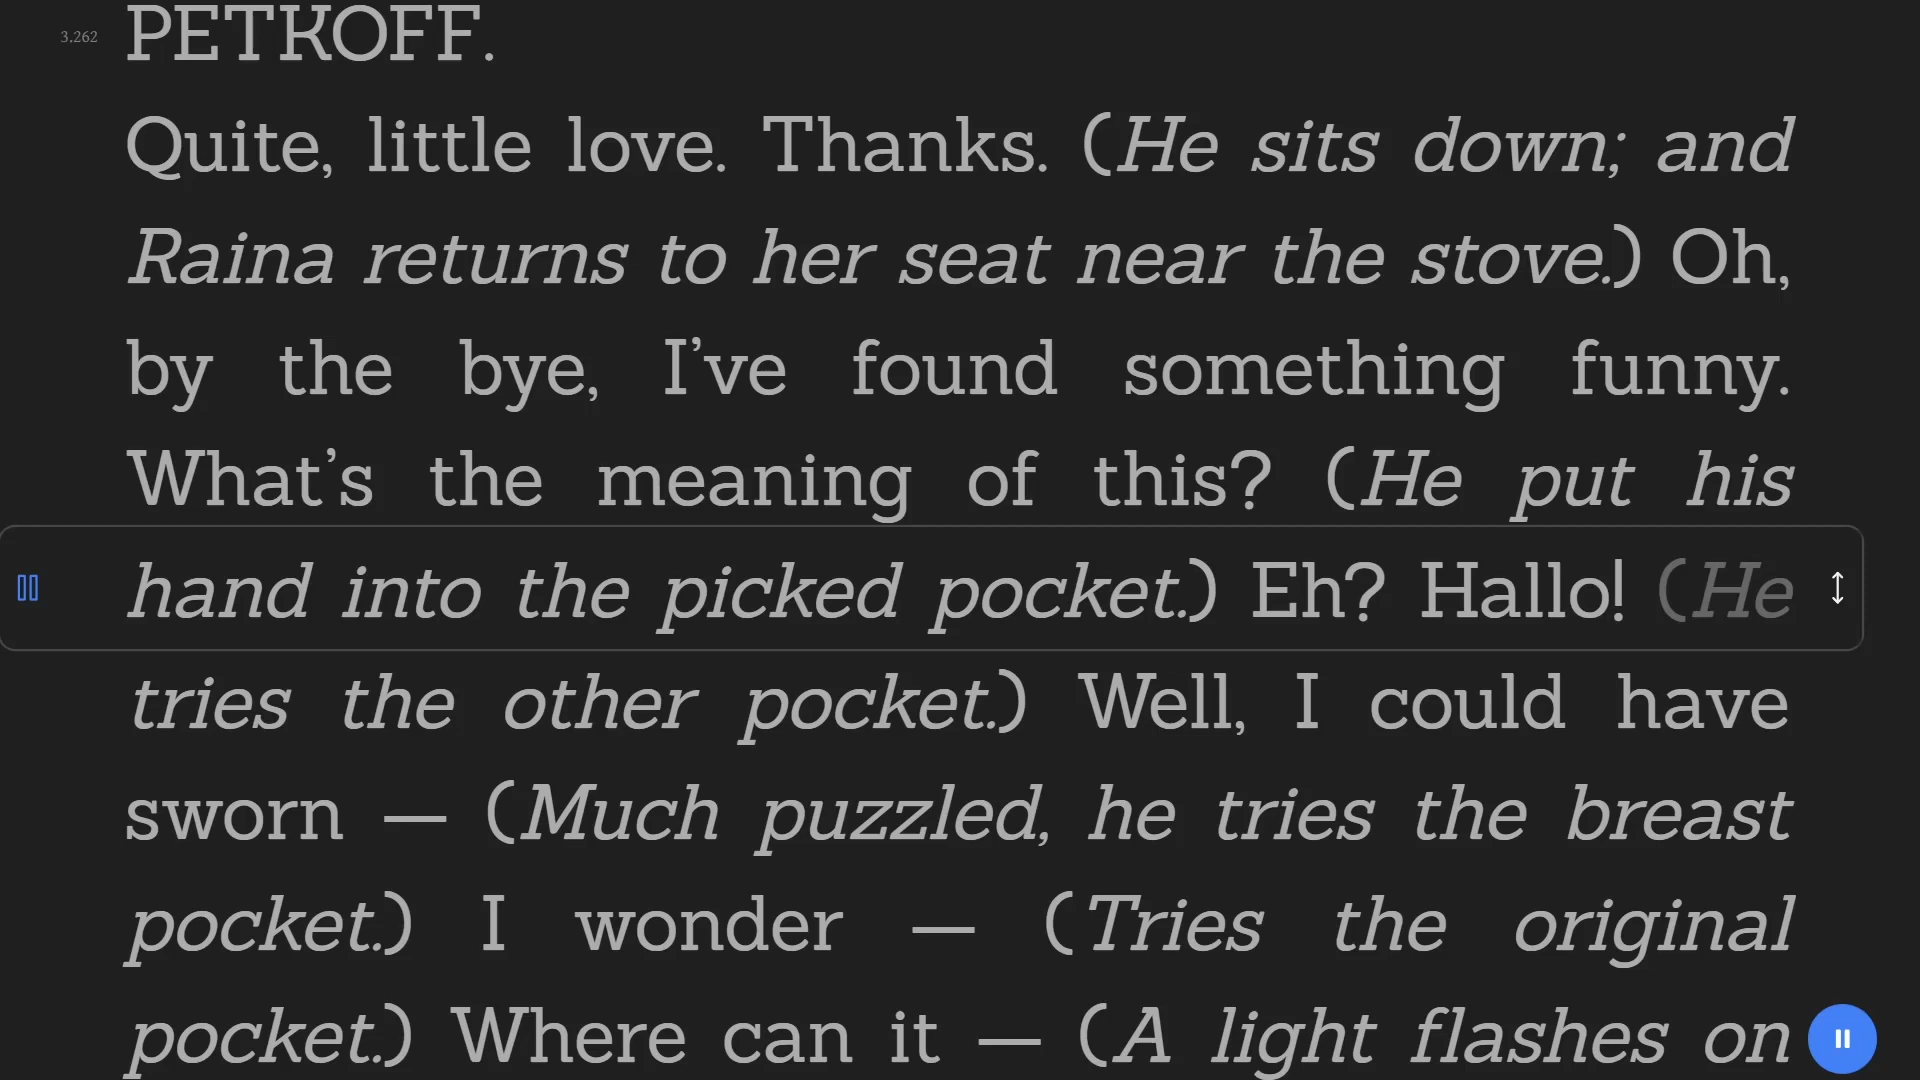 3.262
PETKOFF.
Quite, little love. Thanks. (He sits down; and
Raina returns to her seat near the stove.) Oh,
by the bye, I’ve found something funny.
What’s the meaning of this? (He put his
hand into the picked pocket.) Eh? Hallo! (He
tries the other pocket.) Well, I could have
sworn — (Much puzzled, he tries the breast
pocket.) I wonder — (Tries the original
pocket.) Where can it — (A light flashes on